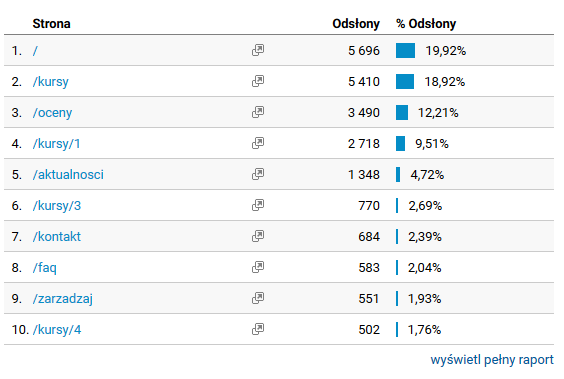 Strona Odsłony % Odsłony
1. / 5 696 19,92%
2. /kursy 5 410 18,92%
3. /oceny 3 490 12,21%
4. /kursy/1 2 718 9,51%
5. /aktualnosci 1 348 4,72%
6. /kursy/3 770 2,69%
7. /kontakt 684 2,39%
8. /faq 583 2,04%
9. /zarzadzaj 551 1,93%
10. /kursy/4 502 1,76%
wyświetl pełny raport